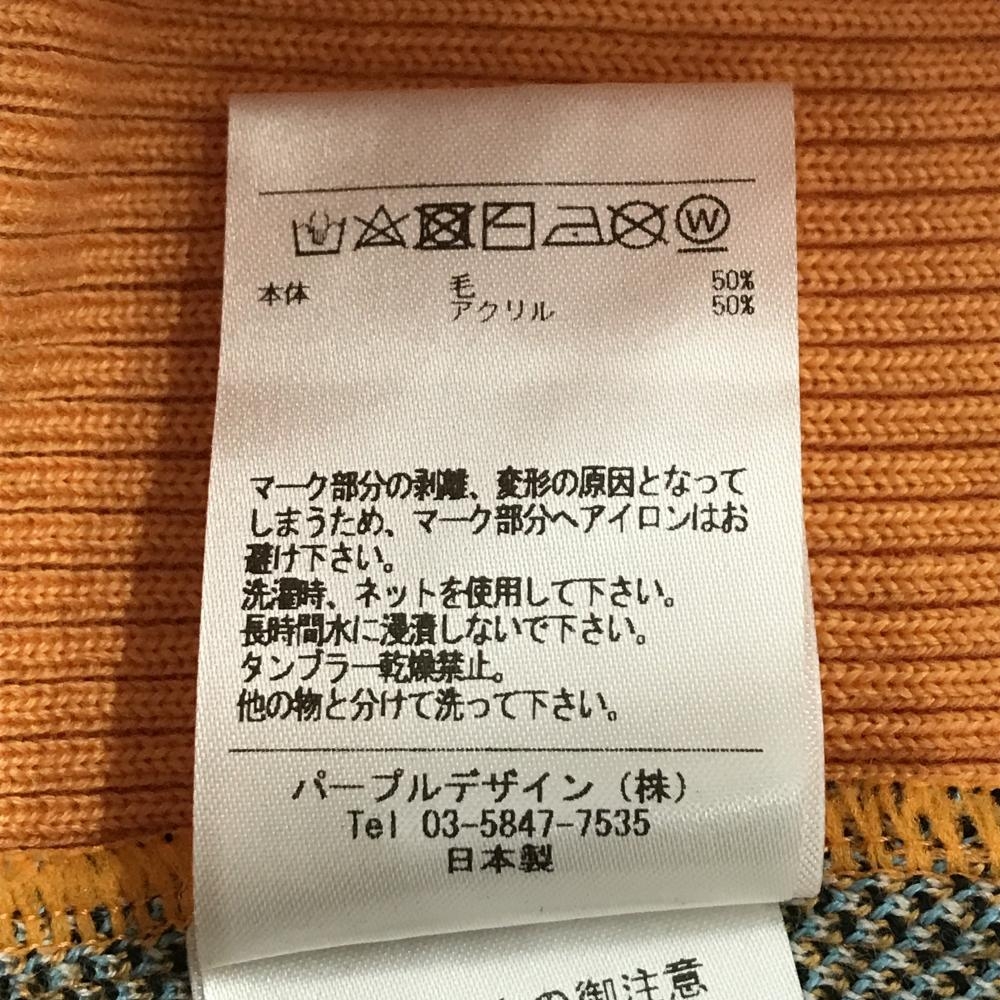 W
本体 毛 50%
アクリル 50%
マーク部分の剥離、変形の原因となって
しまうため、マーク部分へアイロンはお
避け下さい。
洗濯時、ネットを使用して下さい。
長時間水に浸漬しないで下さい。
タンブラー乾燥禁止。
他の物と分けて洗って下さい。
パープルデザイン(株)
Tel 03-5847-7535
日本製
の御注意